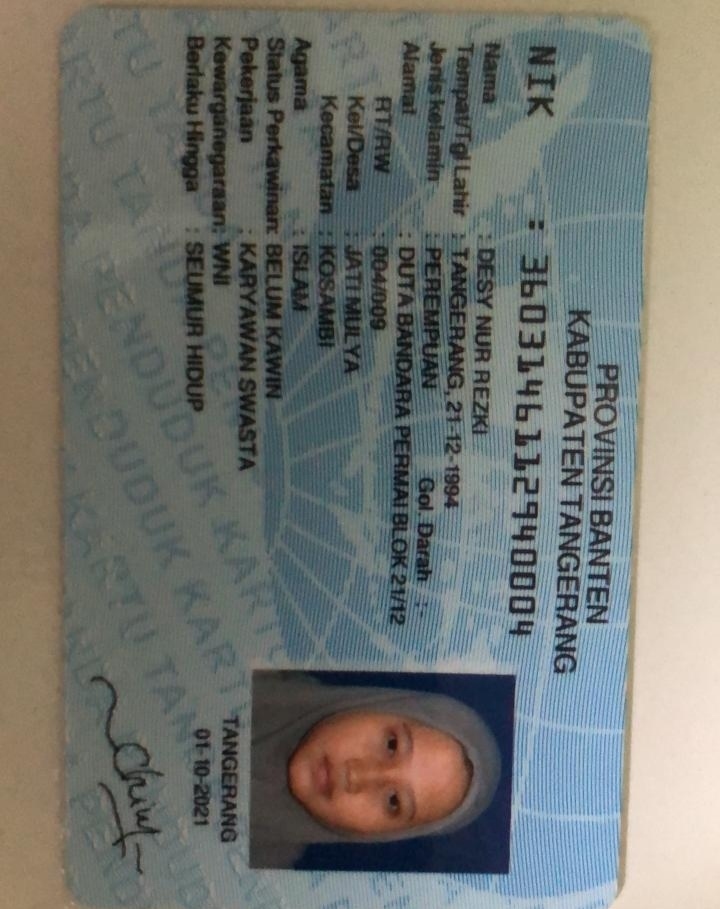 PROVINSI BANTEN
KABUPATEN TANGERANG
NIK : 3603146112940004
Nama : DESY NUR REZKI
Tempat/Tgl Lahir : TANGERANG, 21-12-1994
Jenis kelamin : PEREMPUAN Gol. Darah : -
Alamat : DUTA BANDARA PERMAI BLOK 21/12
RT/RW : 004/009
Kel/Desa : JATI MULYA
Kecamatan : KOSAMBI
Agama : ISLAM
Status Perkawinan: BELUM KAWIN
Pekerjaan : KARYAWAN SWASTA
Kewarganegaraan: WNI
Berlaku Hingga : SEUMUR HIDUP
TANGERANG
01-10-2021